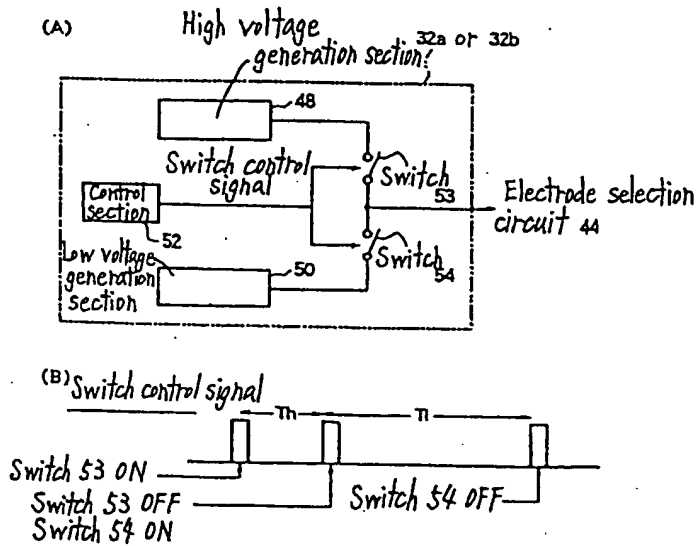 (A)
High voltage
generation section
32a or 32b
48
Switch control
signal
Switch
53
Control
section
52
Electrode selection
circuit 44
Low voltage
generation
section
50
Switch
54
(B) Switch control signal
Th
Tl
Switch 53 ON
Switch 53 OFF
Switch 54 ON
Switch 54 OFF